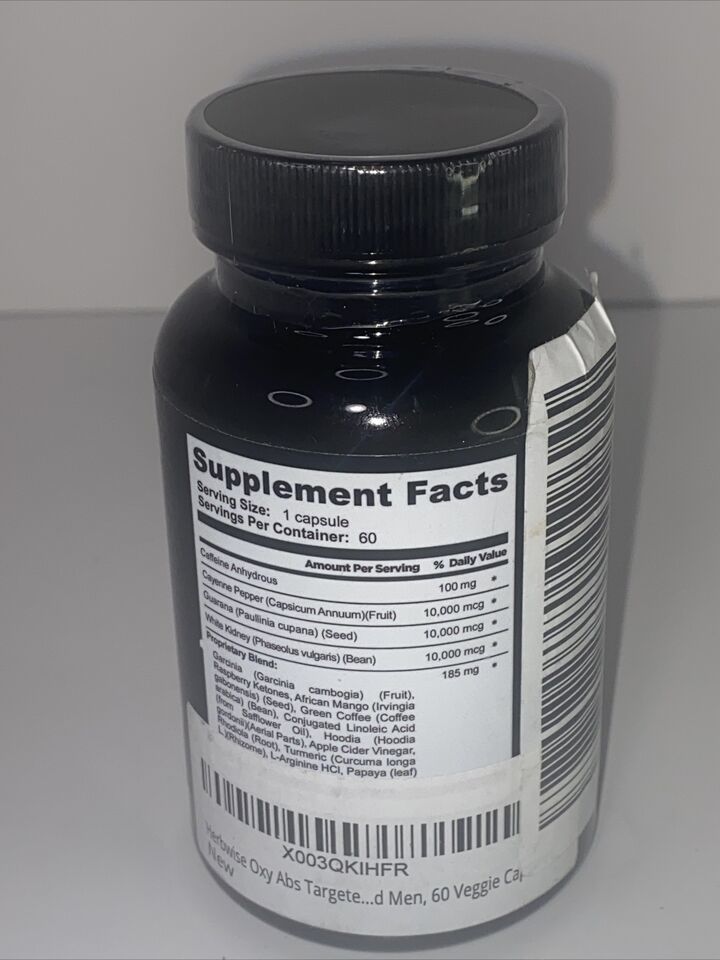 Supplement Facts
Serving Size: 1 capsule
Servings Per Container: 60
Amount Per Serving % Daily Value
Caffeine Anhydrous 100 mg *
Cayenne Pepper (Capsicum Annuum)(Fruit) 10,000 mcg *
Guarana (Paullinia cupana) (Seed) 10,000 mcg *
White Kidney (Phaseolus vulgaris) (Bean) 10,000 mcg *
Proprietary Blend: 185 mg *
Garcinia (Garcinia cambogia) (Fruit),
Raspberry Ketones, African Mango (Irvingia
gabonensis) (Seed), Green Coffee (Coffee
arabica) (Bean), Conjugated Linoleic Acid
(from Safflower Oil), Hoodia (Hoodia
gordonii)(Aerial Parts), Apple Cider Vinegar,
Rhodiola (Root), Turmeric (Curcuma longa
L.)(Rhizome), L-Arginine HCl, Papaya (leaf)
X003QKIHFR
Herbwise Oxy Abs Targete...d Men, 60 Veggie Cap
New